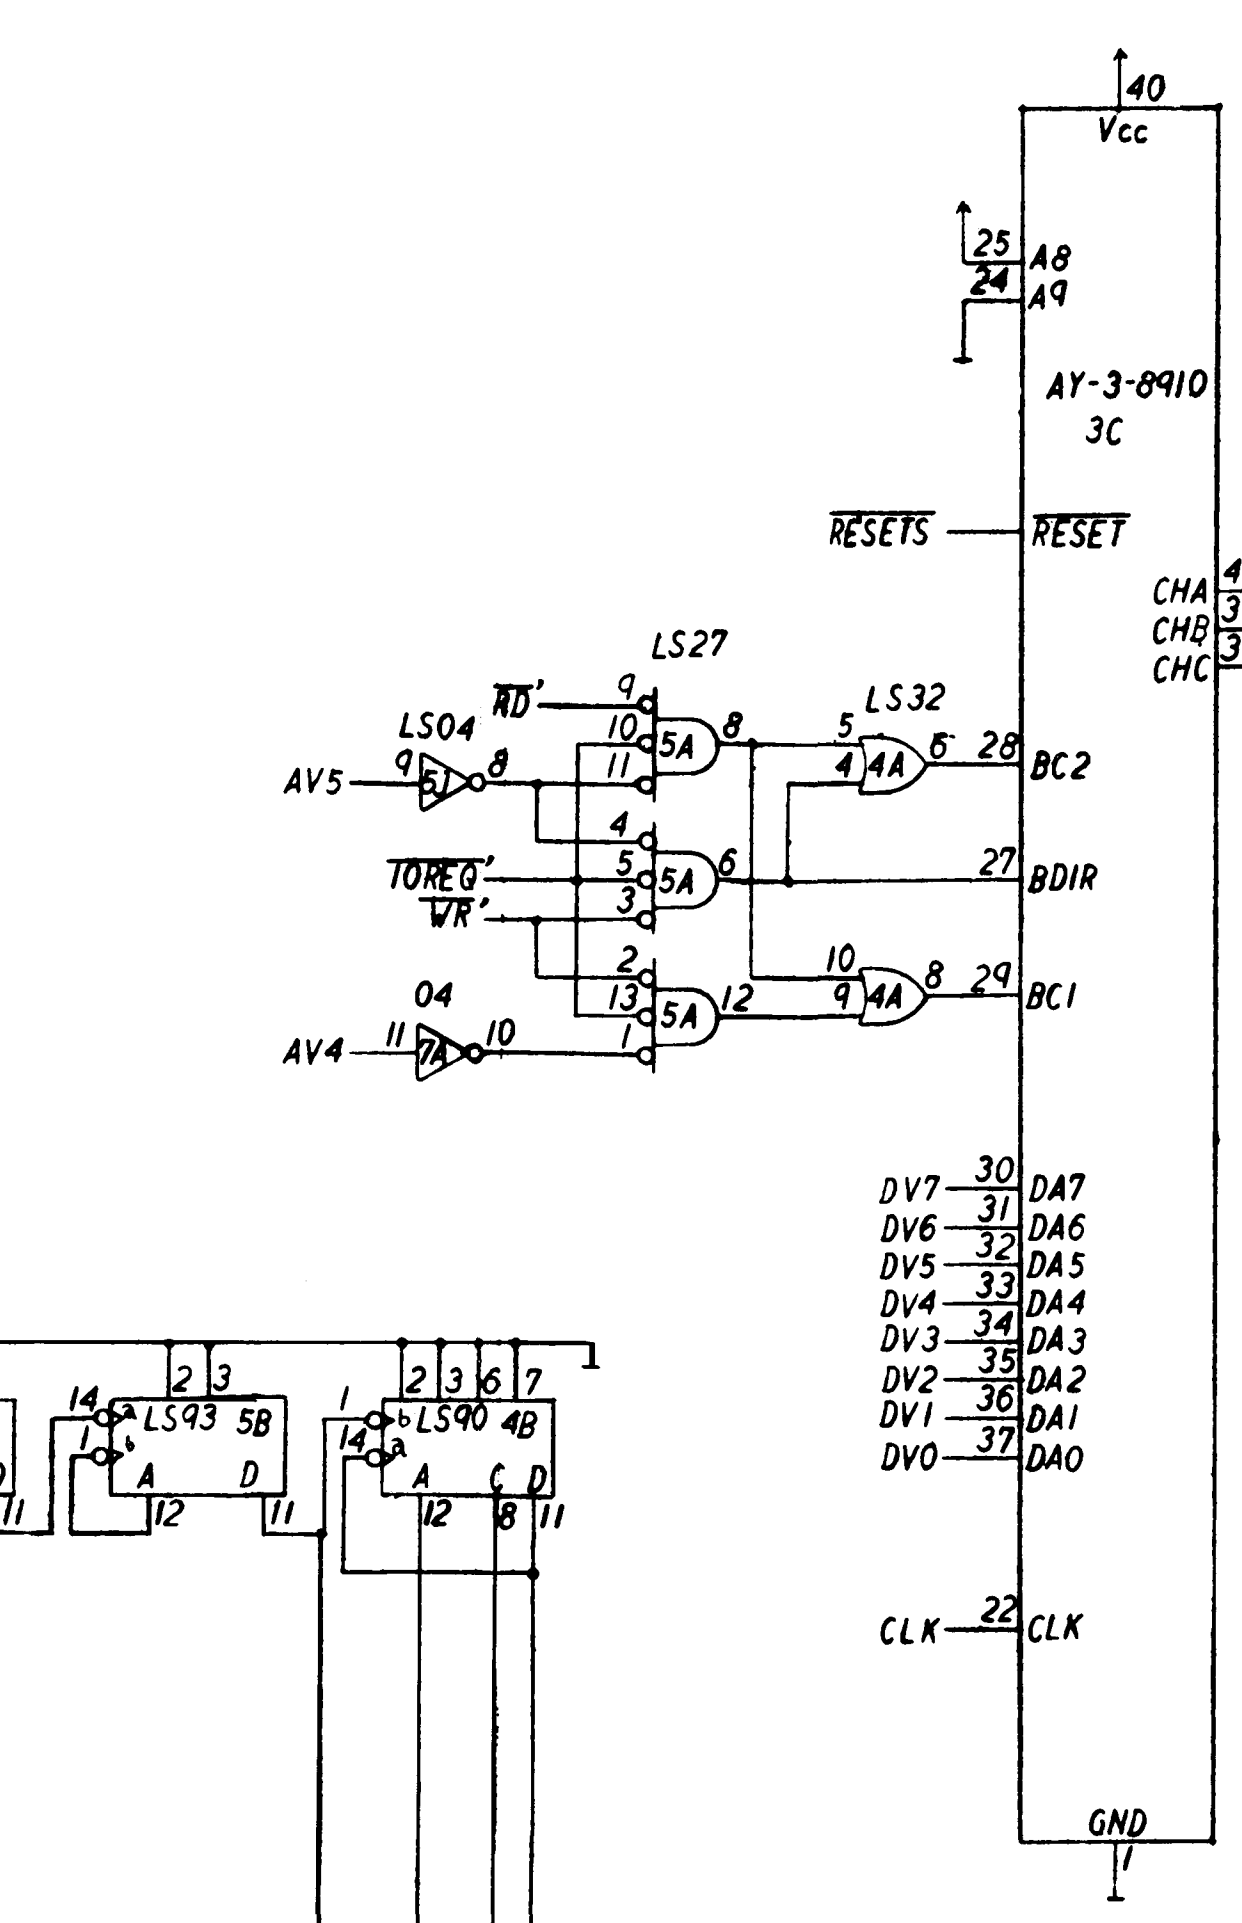 40
Vcc
25 A8
24 A9
AY-3-8910
3C
RESETS RESET
CHA 4
CHB 3
CHC 3
LS27
RD' 9
LS32
LS04
10 5A 8 5
AV5 9 5J 8 11 4 4A 6 28 BC2
4
IOREQ' 5 5A 6 27 BDIR
WR' 3
2 10
04 13 5A 12 9 4A 8 29 BC1
AV4 11 7A 10 1
DV7 30 DA7
DV6 31 DA6
DV5 32 DA5
DV4 33 DA4
DV3 34 DA3
DV2 35 DA2
DV1 36 DA1
DV0 37 DA0
2 3 2 3 6 7
14 a LS93 5B 1 b LS90 4B
1 b 14 a
A D A C D
11 12 11 12 8 11
CLK 22 CLK
GND
1